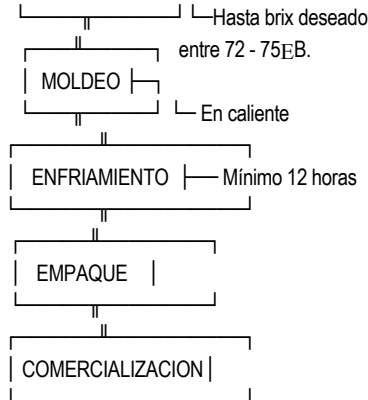 Hasta brix deseado
entre 72 - 75EB.
MOLDEO
En caliente
ENFRIAMIENTO Mínimo 12 horas
EMPAQUE
COMERCIALIZACION